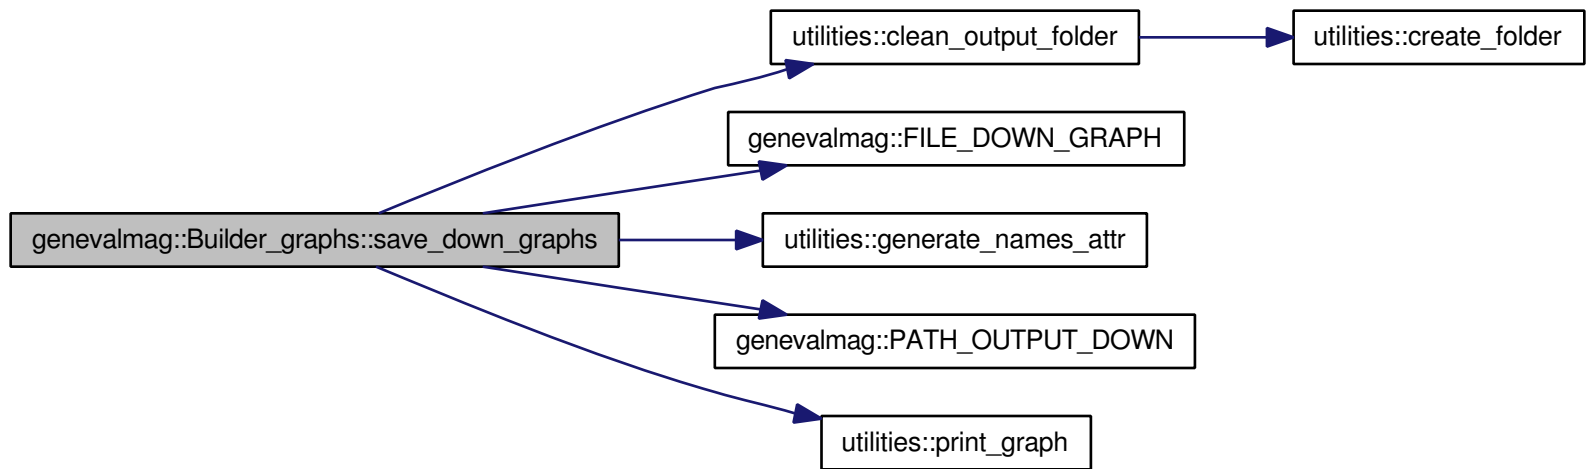 utilities::clean_output_folder
utilities::create_folder
genevalmag::FILE_DOWN_GRAPH
genevalmag::Builder_graphs::save_down_graphs
utilities::generate_names_attr
genevalmag::PATH_OUTPUT_DOWN
utilities::print_graph